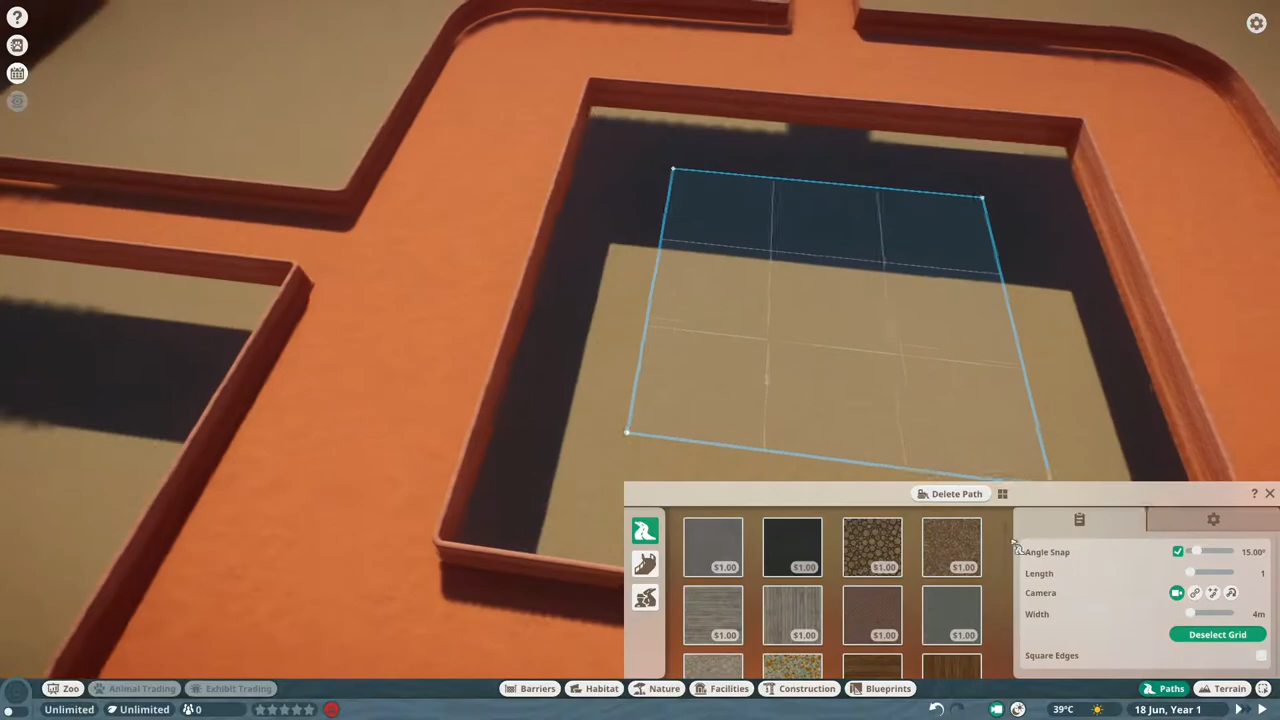 ?
Delete Path
?
$1.00 $1.00 $1.00 $1.00
$1.00 $1.00 $1.00 $1.00
Angle Snap 15.00°
Length 1
Camera
Width 4m
Deselect Grid
Square Edges
Zoo Animal Trading Exhibit Trading Barriers Habitat Nature Facilities Construction Blueprints Paths Terrain
Unlimited Unlimited 0 39°C 18 Jun, Year 1